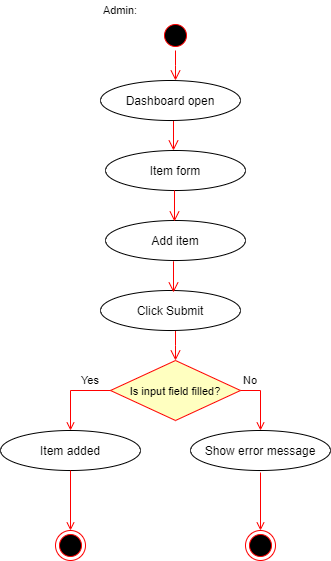 Admin:
Dashboard open
Item form
Add item
Click Submit
Is input field filled?
Yes
No
Item added
Show error message